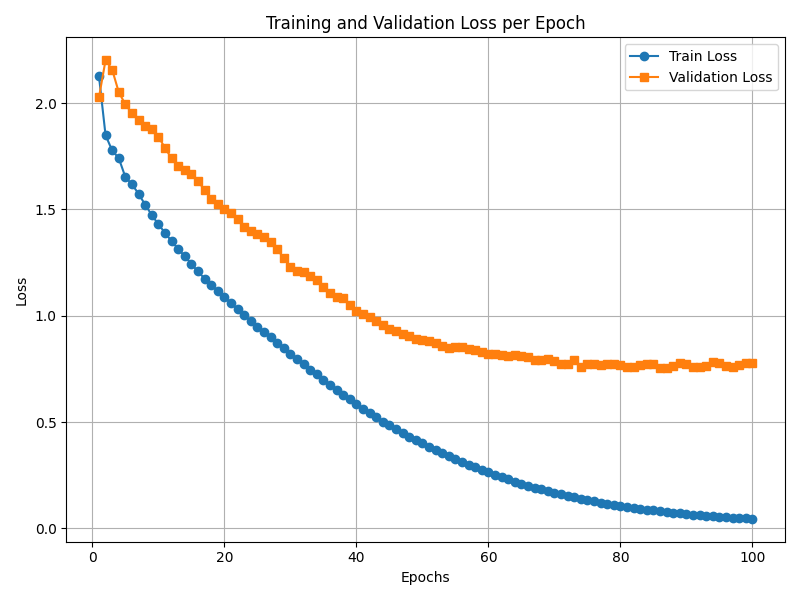 Training and Validation Loss per Epoch
Train Loss
Validation Loss
2.0
1.5
1.0
0.5
0.0
Loss
0 20 40 60 80 100
Epochs